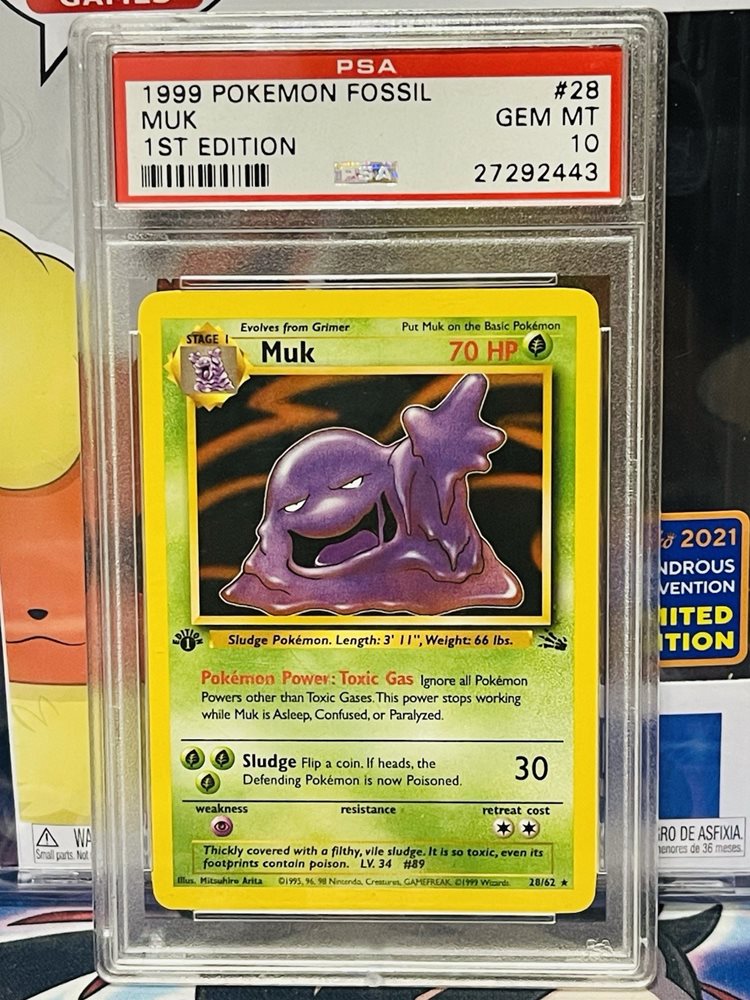 GAMES
PSA
1999 POKEMON FOSSIL #28
MUK GEM MT
1ST EDITION 10
PSA
27292443
Evolves from Grimer Put Muk on the Basic Pokémon
STAGE 1 Muk 70 HP
EDITION 1
Sludge Pokémon. Length: 3' 11", Weight: 66 lbs.
Pokémon Power: Toxic Gas Ignore all Pokémon
Powers other than Toxic Gases. This power stops working
while Muk is Asleep, Confused, or Paralyzed.
Sludge Flip a coin. If heads, the
Defending Pokémon is now Poisoned. 30
weakness resistance retreat cost
Thickly covered with a filthy, vile sludge. It is so toxic, even its
footprints contain poison. LV. 34 #89
Illus. Mitsuhiro Arita ©1995, 96, 98 Nintendo, Creatures, GAMEFREAK. ©1999 Wizards. 28/62 ★
2021
NDROUS
VENTION
ITED
TION
WA
Small parts. Not
GRO DE ASFIXIA.
menores de 36 meses.